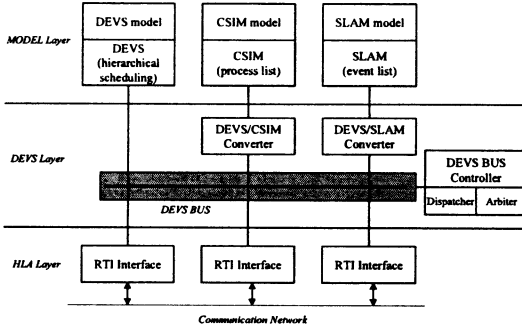 DEVS model
CSIM model
SLAM model
MODEL Layer
DEVS
(hierarchical
scheduling)
CSIM
(process list)
SLAM
(event list)
DEVS/CSIM
Converter
DEVS/SLAM
Converter
DEVS Layer
DEVS BUS
Controller
Dispatcher
Arbiter
DEVS BUS
HLA Layer
RTI Interface
RTI Interface
RTI Interface
Communication Network